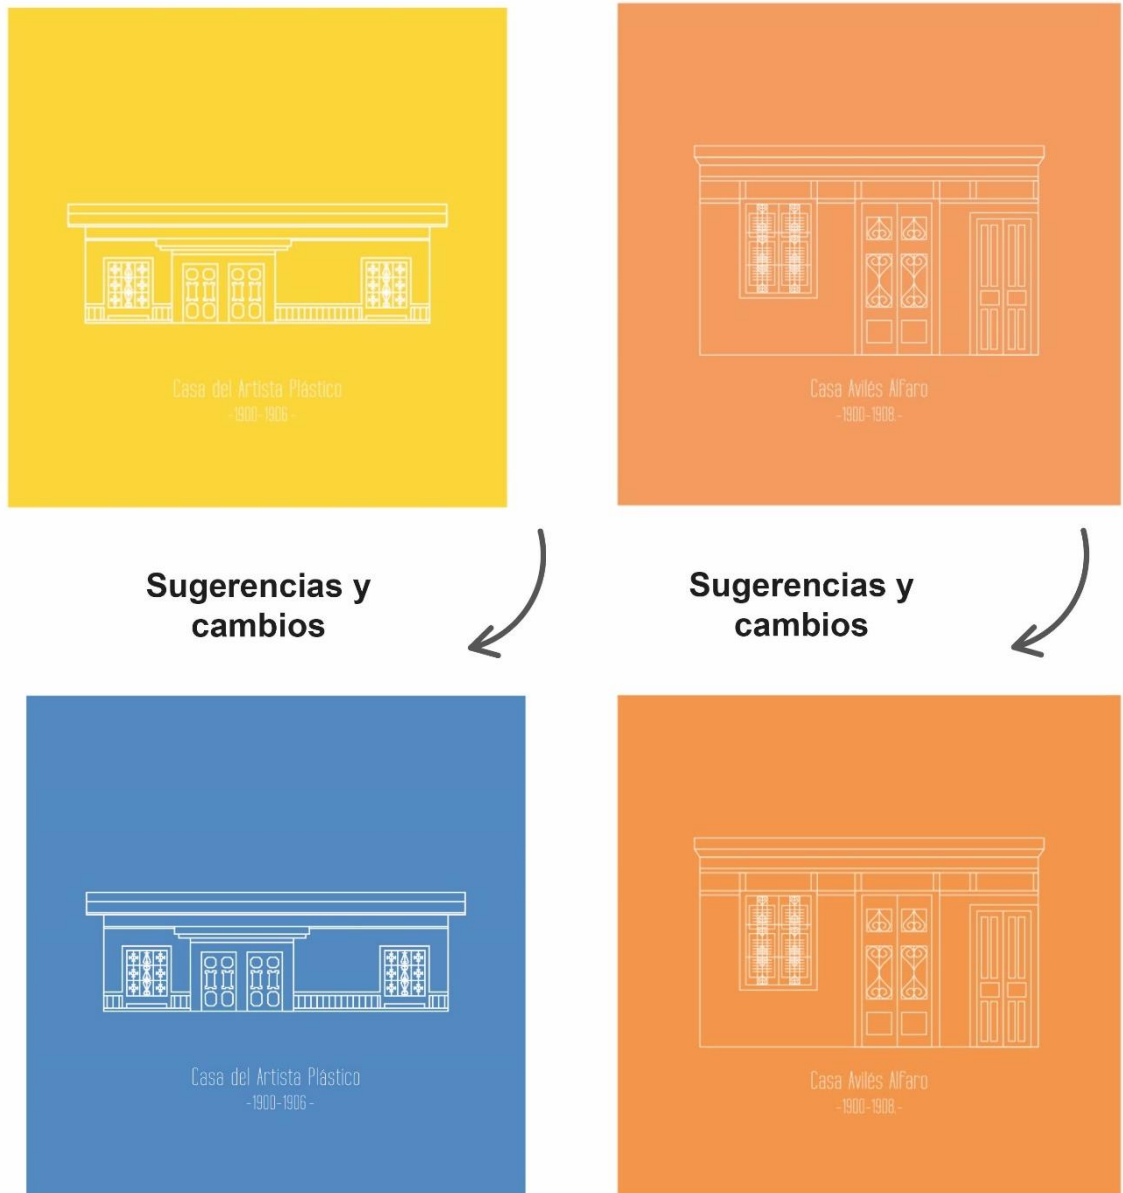 Casa del Artista Plástico
-1900-1906-
Casa Avilés Alfaro
-1900-1908.-
Sugerencias y
cambios
Sugerencias y
cambios
Casa del Artista Plástico
-1900-1906-
Casa Avilés Alfaro
-1900-1908.-